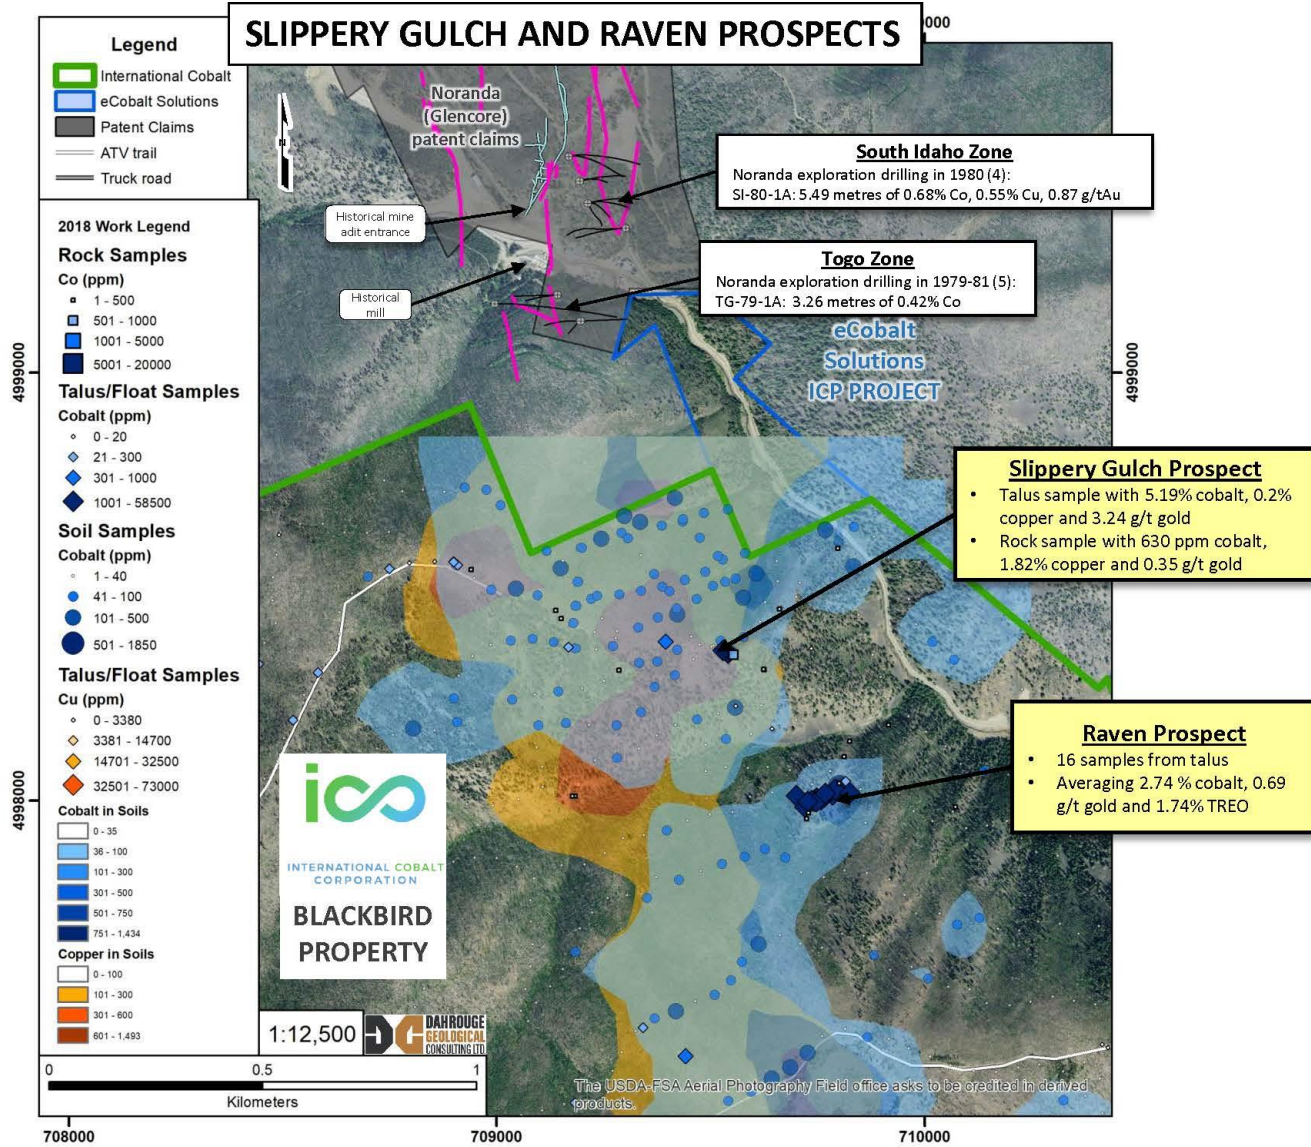 SLIPPERY GULCH AND RAVEN PROSPECTS
0000
Legend
International Cobalt
eCobalt Solutions
Patent Claims
ATV trail
Truck road
N
2018 Work Legend
Rock Samples
Co (ppm)
1 - 500
501 - 1000
1001 - 5000
5001 - 20000
Talus/Float Samples
Cobalt (ppm)
0 - 20
21 - 300
301 - 1000
1001 - 58500
Soil Samples
Cobalt (ppm)
1 - 40
41 - 100
101 - 500
501 - 1850
Talus/Float Samples
Cu (ppm)
0 - 3380
3381 - 14700
14701 - 32500
32501 - 73000
Cobalt in Soils
0 - 35
36 - 100
101 - 300
301 - 500
501 - 750
751 - 1,434
Copper in Soils
0 - 100
101 - 300
301 - 600
601 - 1,493
Noranda
(Glencore)
patent claims
Historical mine
adit entrance
Historical
mill
South Idaho Zone
Noranda exploration drilling in 1980 (4):
SI-80-1A: 5.49 metres of 0.68% Co, 0.55% Cu, 0.87 g/tAu
Togo Zone
Noranda exploration drilling in 1979-81 (5):
TG-79-1A: 3.26 metres of 0.42% Co
eCobalt
Solutions
ICP PROJECT
Slippery Gulch Prospect
• Talus sample with 5.19% cobalt, 0.2%
copper and 3.24 g/t gold
• Rock sample with 630 ppm cobalt,
1.82% copper and 0.35 g/t gold
Raven Prospect
• 16 samples from talus
• Averaging 2.74 % cobalt, 0.69
g/t gold and 1.74% TREO
ico
INTERNATIONAL COBALT
CORPORATION
BLACKBIRD
PROPERTY
1:12,500
DG
DAHROUGE
GEOLOGICAL
CONSULTING LTD.
0 0.5 1
Kilometers
The USDA-FSA Aerial Photography Field office asks to be credited in derived
products.
4999000
4998000
4999000
708000
709000
710000